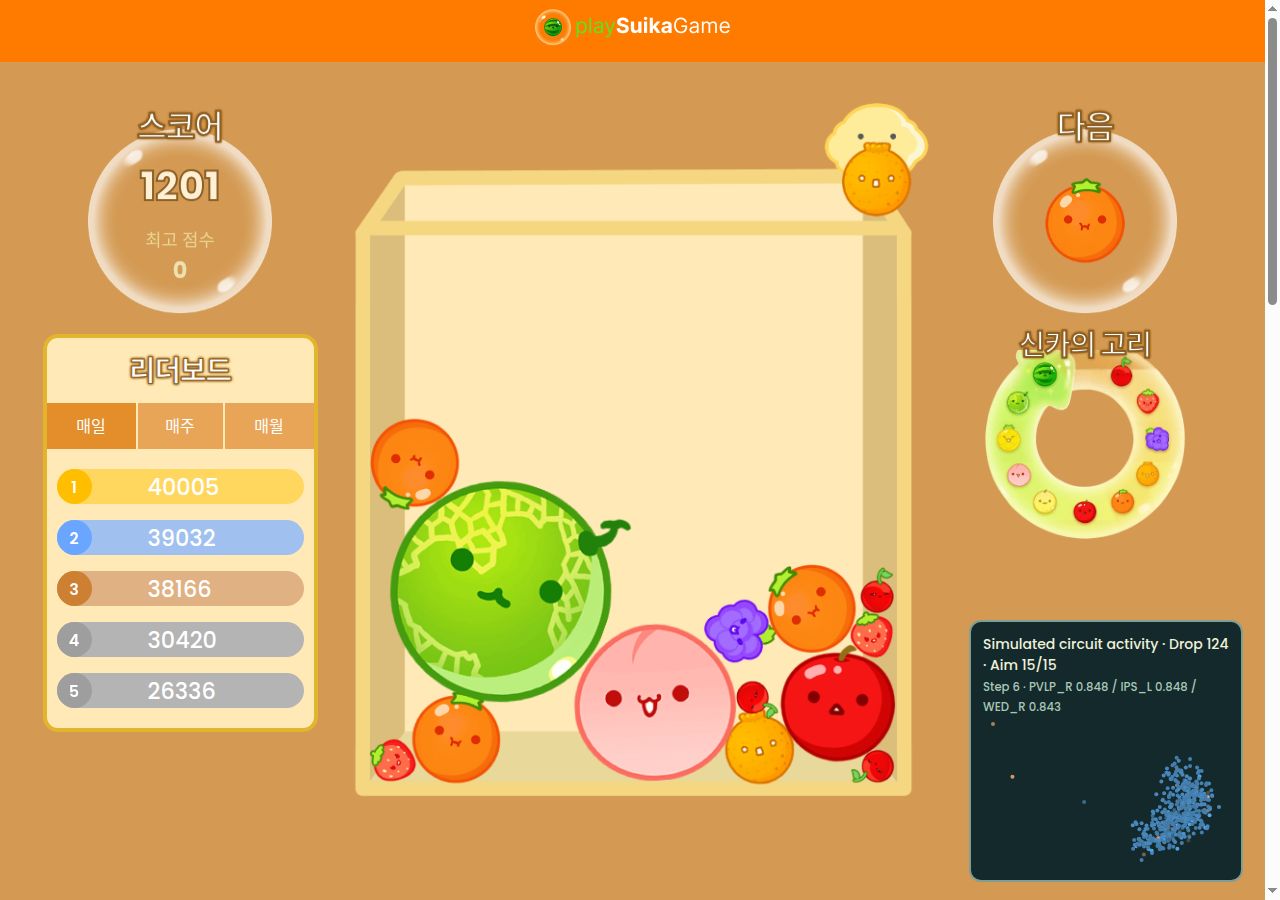 playSuikaGame
스코어
1201
최고 점수
0
리더보드
매일 매주 매월
1 40005
2 39032
3 38166
4 30420
5 26336
다음
신카의 고리
Simulated circuit activity · Drop 124
· Aim 15/15
Step 6 · PVLP_R 0.848 / IPS_L 0.848 /
WED_R 0.843